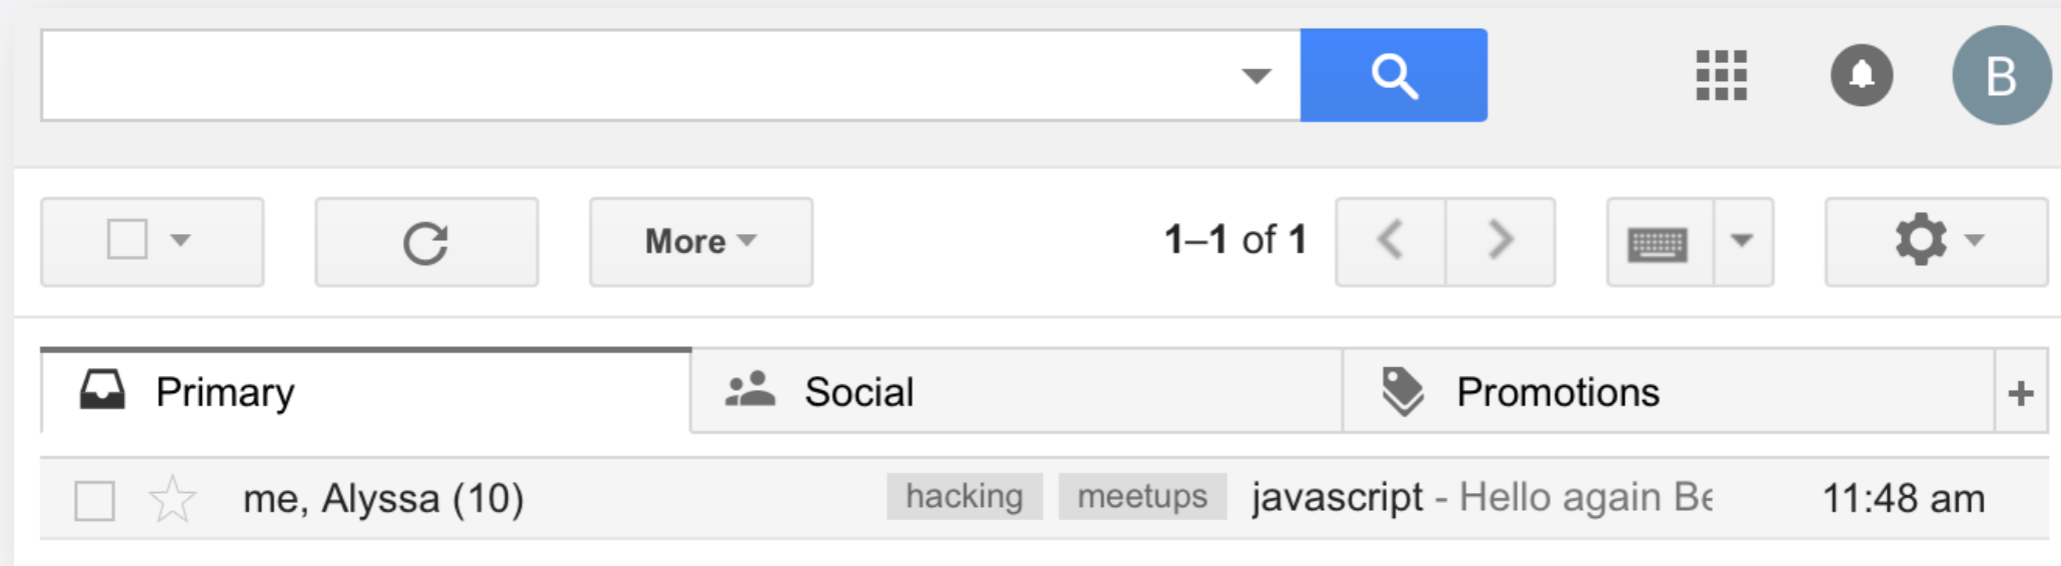 B
More 1–1 of 1
Primary Social Promotions +
me, Alyssa (10) hacking meetups javascript - Hello again Be 11:48 am